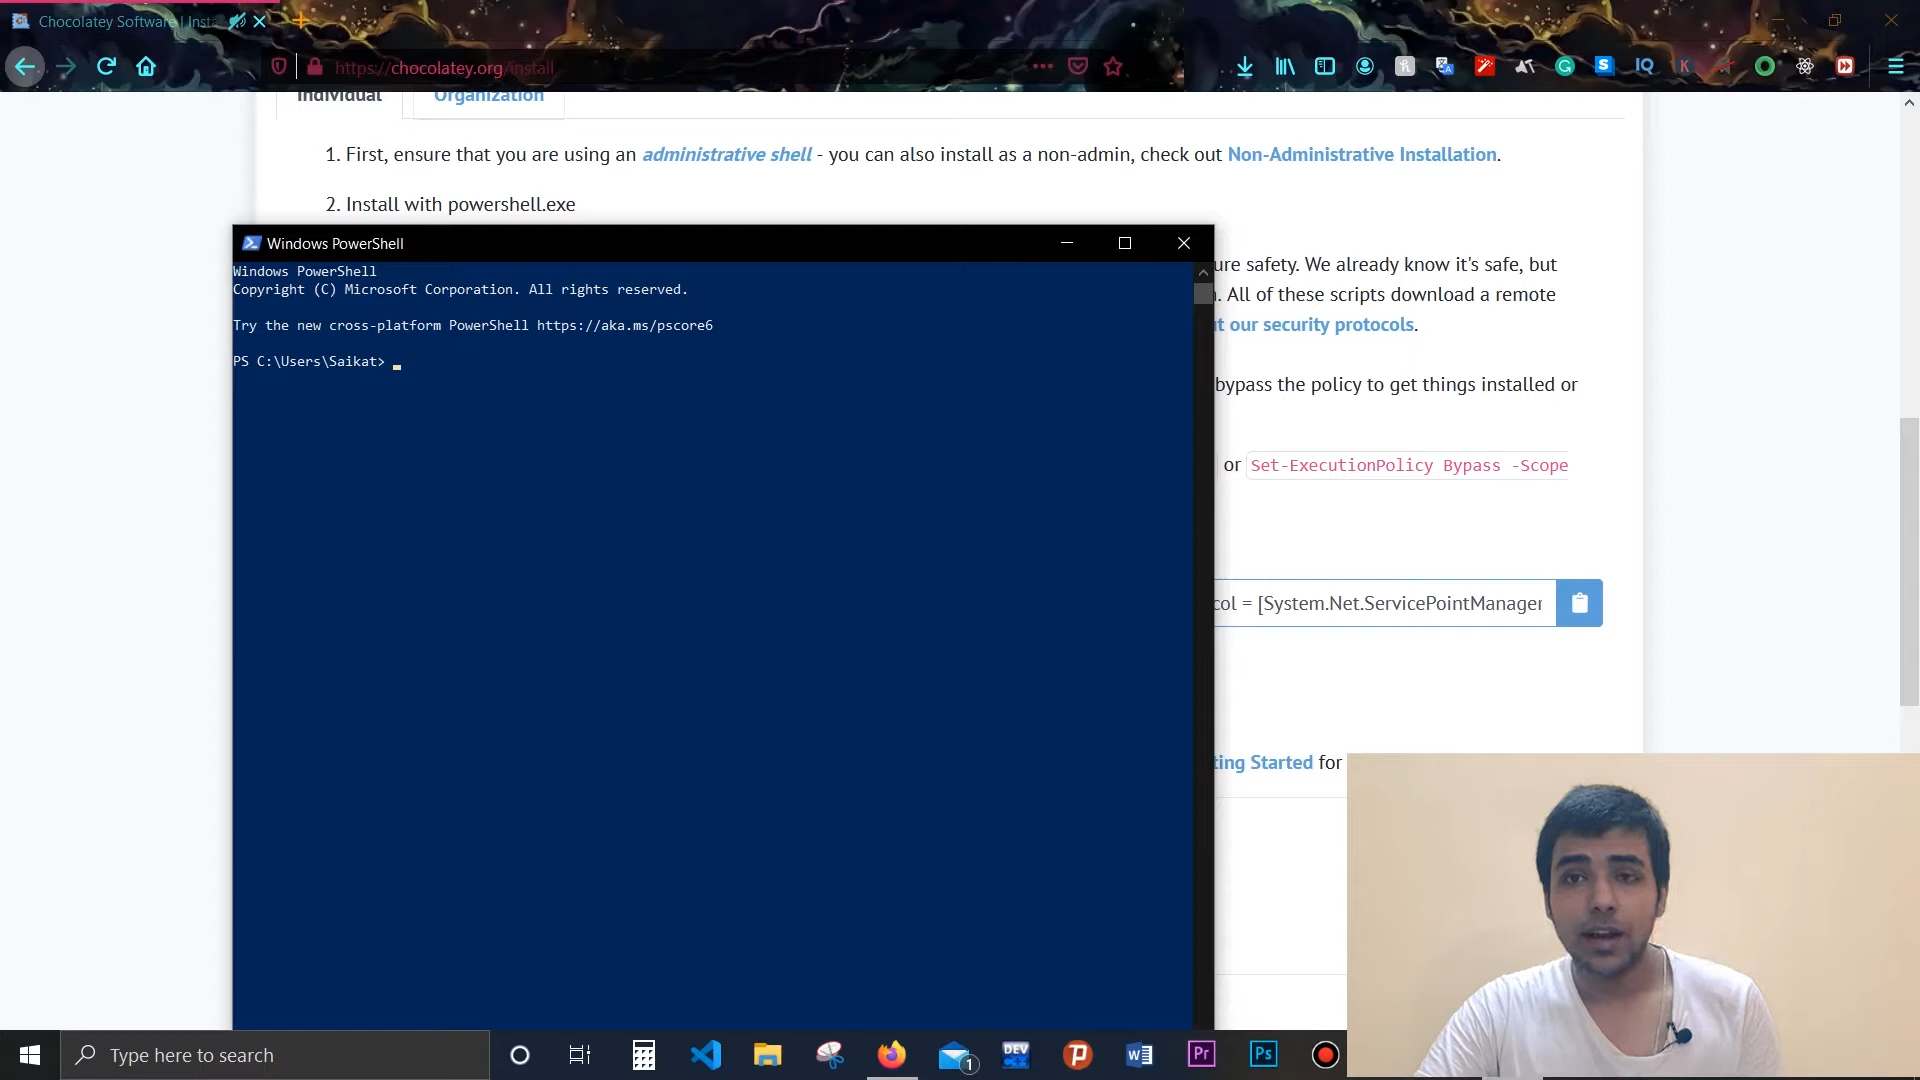 Chocolatey Software | Insta
https://chocolatey.org/install
Individual
Organization
1. First, ensure that you are using an administrative shell - you can also install as a non-admin, check out Non-Administrative Installation.
2. Install with powershell.exe
Windows PowerShell
Windows PowerShell
Copyright (C) Microsoft Corporation. All rights reserved.
Try the new cross-platform PowerShell https://aka.ms/pscore6
PS C:\Users\Saikat>
ure safety. We already know it's safe, but
. All of these scripts download a remote
t our security protocols.
bypass the policy to get things installed or
or Set-ExecutionPolicy Bypass -Scope
col = [System.Net.ServicePointManager
ting Started for
Type here to search
1
DEV
W
Pr
Ps